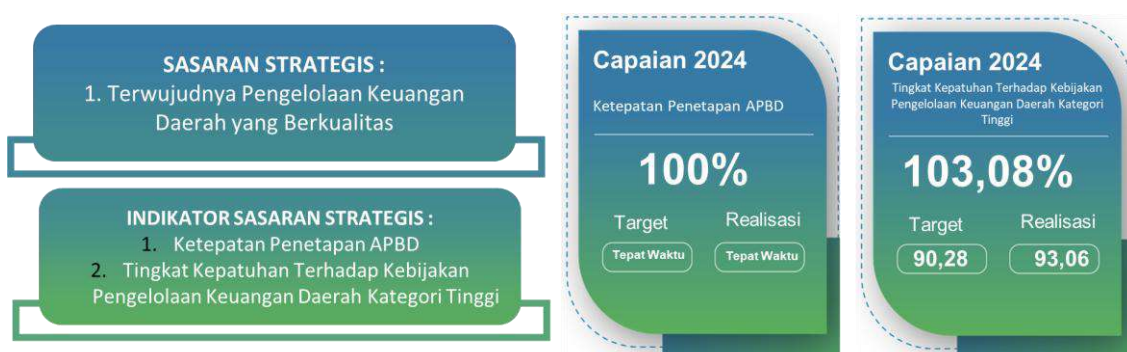 SASARAN STRATEGIS :
1. Terwujudnya Pengelolaan Keuangan
Daerah yang Berkualitas
INDIKATOR SASARAN STRATEGIS :
1. Ketepatan Penetapan APBD
2. Tingkat Kepatuhan Terhadap Kebijakan
Pengelolaan Keuangan Daerah Kategori Tinggi
Capaian 2024
Ketepatan Penetapan APBD
100%
Target Realisasi
Tepat Waktu Tepat Waktu
Capaian 2024
Tingkat Kepatuhan Terhadap Kebijakan
Pengelolaan Keuangan Daerah Kategori
Tinggi
103,08%
Target Realisasi
90,28 93,06